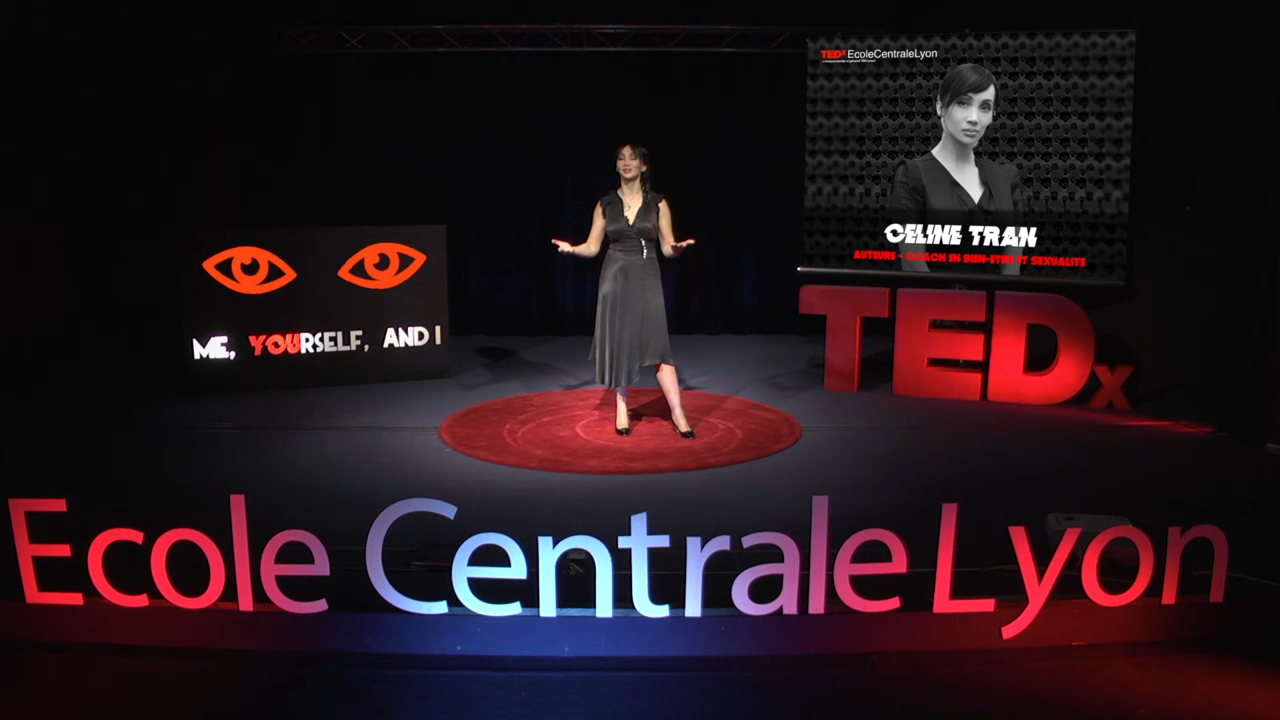 TEDxEcoleCentraleLyon
CELINE TRAN
AUTEURE - COACH EN BIEN-ETRE ET SEXUALITE
ME, YOURSELF, AND I
TEDx
Ecole Centrale Lyon